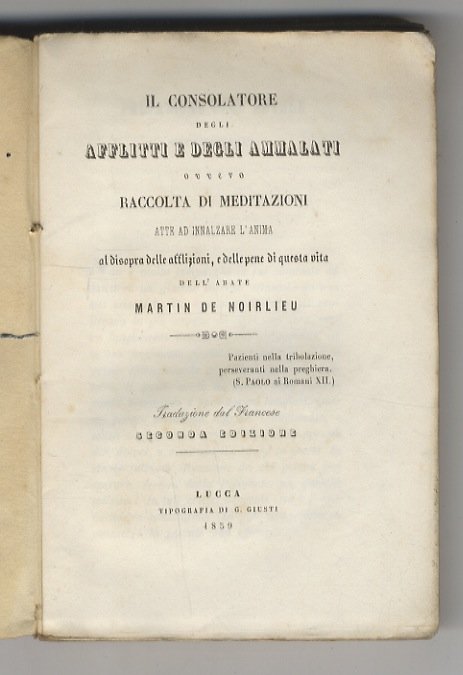 IL CONSOLATORE
DEGLI
AFFLITTI E DEGLI AMMALATI
OVVERO
RACCOLTA DI MEDITAZIONI
ATTE AD INNALZARE L'ANIMA
al disopra delle afflizioni, e delle pene di questa vita
DELL' ABATE
MARTIN DE NOIRLIEU
Pazienti nella tribolazione,
perseveranti nella preghiera.
(S. PAOLO ai Romani XII.)
Traduzione dal Francese
SECONDA EDIZIONE
LUCCA
TIPOGRAFIA DI G. GIUSTI
1859